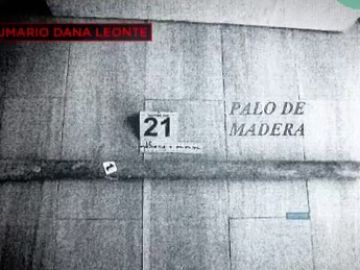 UMARIO DANA LEONTE
21
PALO DE
MADERA